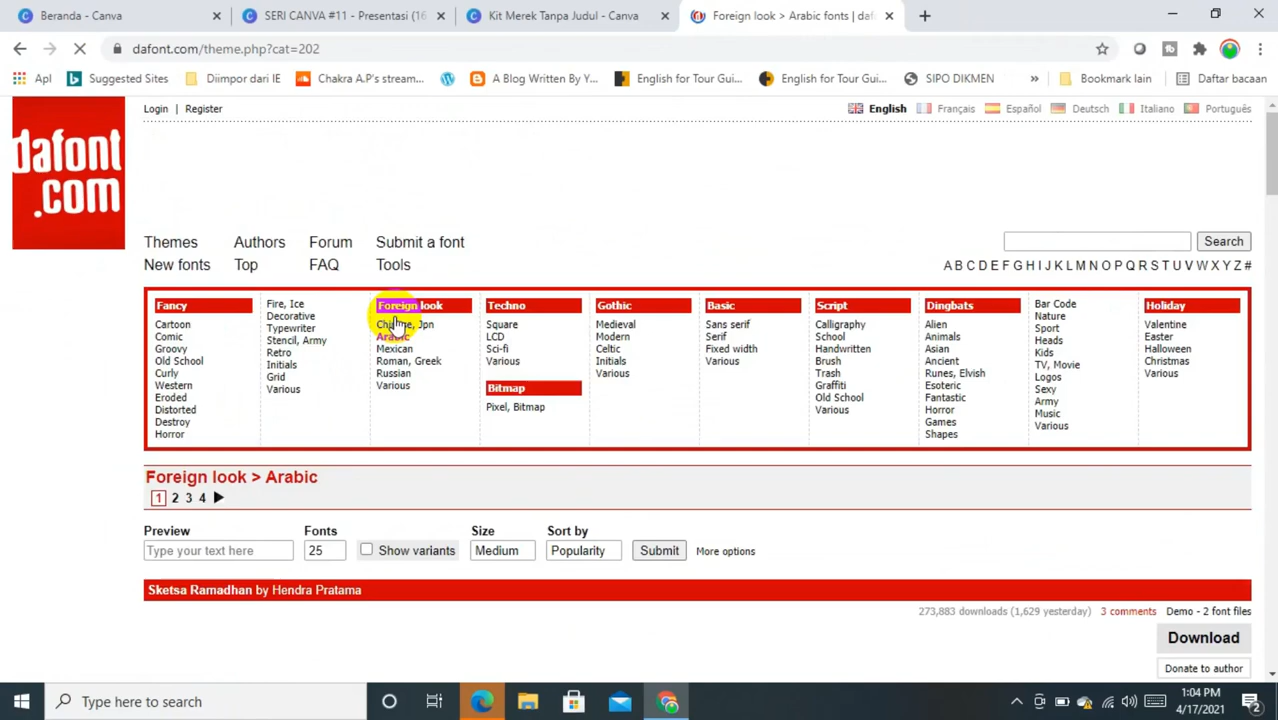 Beranda - Canva
SERI CANVA #11 - Presentasi (16
Kit Merek Tanpa Judul - Canva
Foreign look > Arabic fonts | daf
dafont.com/theme.php?cat=202
Apl
Suggested Sites
Diimpor dari IE
Chakra A.P's stream...
A Blog Written By Y...
English for Tour Gui...
English for Tour Gui...
SIPO DIKMEN
»
Bookmark lain
Daftar bacaan
Login | Register
English
Français
Español
Deutsch
Italiano
Português
dafont
.com
Themes
Authors
Forum
Submit a font
New fonts
Top
FAQ
Tools
Search
A B C D E F G H I J K L M N O P Q R S T U V W X Y Z #
Fancy
Cartoon
Comic
Groovy
Old School
Curly
Western
Eroded
Distorted
Destroy
Horror
Fire, Ice
Decorative
Typewriter
Stencil, Army
Retro
Initials
Grid
Various
Foreign look
Jpn
Arabic
Mexican
Roman, Greek
Russian
Various
Techno
Square
LCD
Sci-fi
Various
Bitmap
Pixel, Bitmap
Gothic
Medieval
Modern
Celtic
Initials
Various
Basic
Sans serif
Serif
Fixed width
Various
Script
Calligraphy
School
Handwritten
Brush
Trash
Graffiti
Old School
Various
Dingbats
Alien
Animals
Asian
Ancient
Runes, Elvish
Esoteric
Fantastic
Horror
Games
Shapes
Bar Code
Nature
Sport
Heads
Kids
TV, Movie
Logos
Sexy
Army
Music
Various
Holiday
Valentine
Easter
Halloween
Christmas
Various
Foreign look > Arabic
1 2 3 4
Preview
Fonts
Size
Sort by
Type your text here
25
Show variants
Medium
Popularity
Submit
More options
Sketsa Ramadhan by Hendra Pratama
273,883 downloads (1,629 yesterday)
3 comments
Demo - 2 font files
Download
Donate to author
Type here to search
1:04 PM
4/17/2021
2